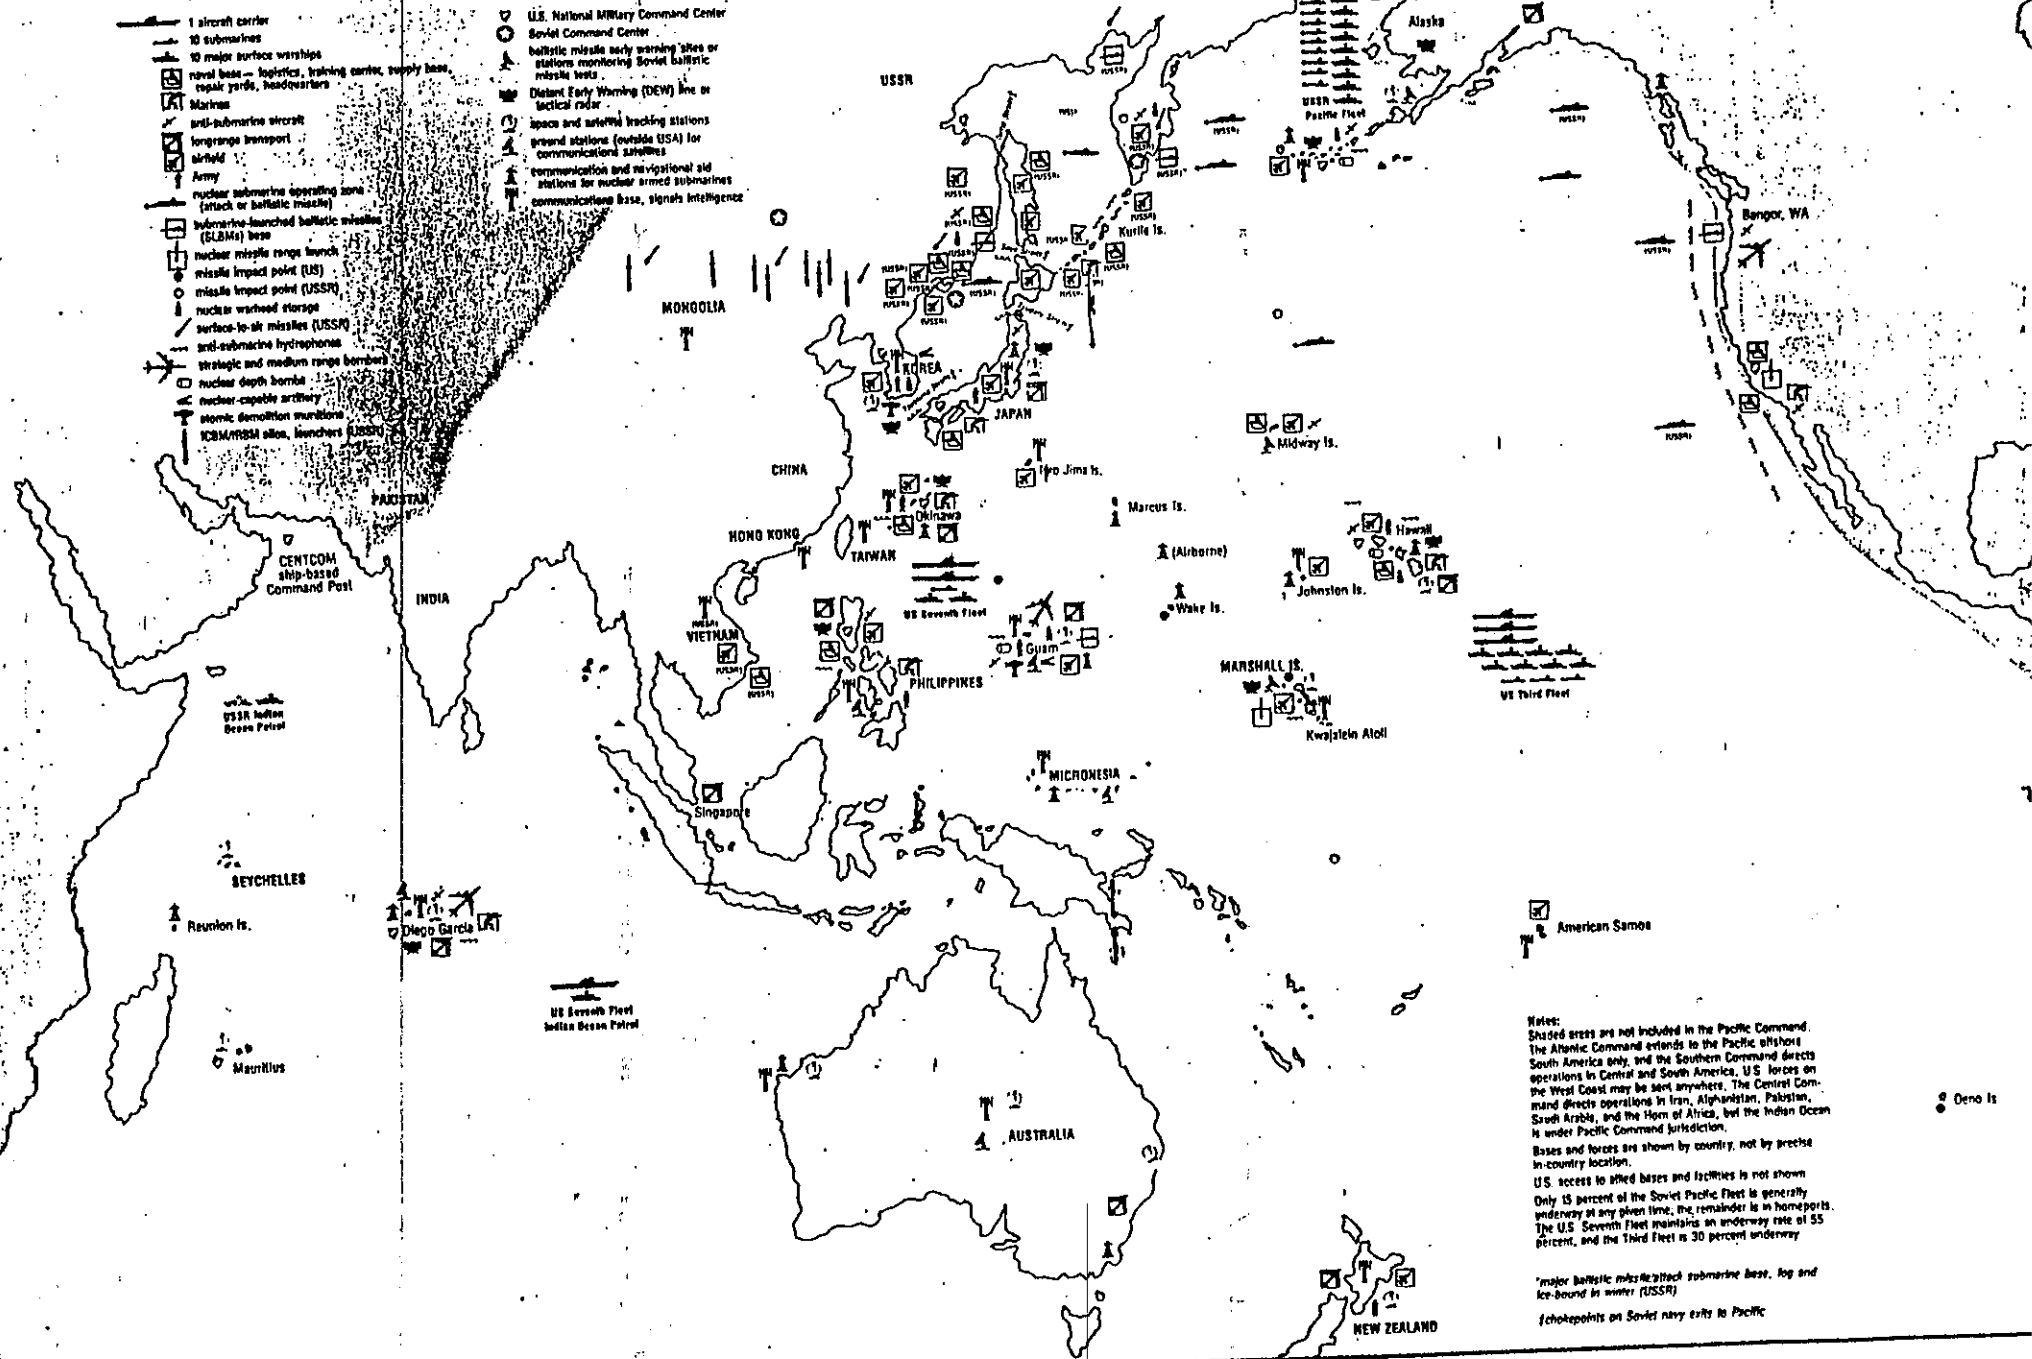 1 aircraft carrier
10 submarines
10 major surface warships
naval base — logistics, training center, supply base,
repair yards, headquarters
Marines
anti-submarine aircraft
longrange transport
airfield
Army
nuclear submarine operating zone
(attack or ballistic missile)
submarine-launched ballistic missiles
(SLBMs) base
nuclear missile range launch
missile impact point (US)
missile impact point (USSR)
nuclear warhead storage
surface-to-air missiles (USSR)
anti-submarine hydrophones
strategic and medium range bombers
nuclear depth bombs
nuclear-capable artillery
atomic demolition munitions
ICBM/IRBM silos, launchers (USSR)
U.S. National Military Command Center
Soviet Command Center
ballistic missile early warning sites or
stations monitoring Soviet ballistic
missile tests
Distant Early Warning (DEW) line or
tactical radar
space and satellite tracking stations
ground stations (outside USA) for
communications satellites
communication and navigational aid
stations for nuclear armed submarines
communications base, signals intelligence
USSR
USSR
Pacific Fleet
Alaska
Bangor, WA
Kurile Is.
MONGOLIA
KOREA
JAPAN
Midway Is.
CHINA
Iwo Jima Is.
PAKISTAN
Okinawa
Marcus Is.
HONG KONG
TAIWAN
(Airborne)
Hawaii
CENTCOM
ship-based
Command Post
INDIA
Johnston Is.
US Seventh Fleet
Wake Is.
(USSR)
VIETNAM
(USSR)
(USSR)
Guam
PHILIPPINES
MARSHALL IS.
Kwajalein Atoll
US Third Fleet
USSR Indian
Ocean Patrol
MICRONESIA
Singapore
SEYCHELLES
Reunion Is.
Diego Garcia
American Samoa
US Seventh Fleet
Indian Ocean Patrol
Mauritius
AUSTRALIA
Oeno Is
NEW ZEALAND
Notes:
Shaded areas are not included in the Pacific Command.
The Atlantic Command extends to the Pacific offshore
South America only, and the Southern Command directs
operations in Central and South America. U.S. forces on
the West Coast may be sent anywhere. The Central Com-
mand directs operations in Iran, Afghanistan, Pakistan,
Saudi Arabia, and the Horn of Africa, but the Indian Ocean
is under Pacific Command jurisdiction.
Bases and forces are shown by country, not by precise
in-country location.
U.S. access to allied bases and facilities is not shown
Only 15 percent of the Soviet Pacific Fleet is generally
underway at any given time; the remainder is in homeports.
The U.S. Seventh Fleet maintains an underway rate of 55
percent, and the Third Fleet is 30 percent underway
*major ballistic missile/attack submarine base, fog and
ice-bound in winter (USSR)
‡chokepoints on Soviet navy exits to Pacific